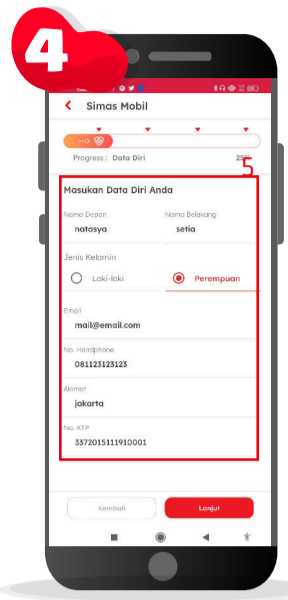 4
Simas Mobil
Progress : Data Diri 25%
5
Masukan Data Diri Anda
Nama Depan Nama Belakang
natasya setia
Jenis Kelamin
Laki-laki Perempuan
Email
mail@email.com
No. Handphone
081123123123
Alamat
jakarta
No. KTP
3372015111910001
Kembali Lanjut